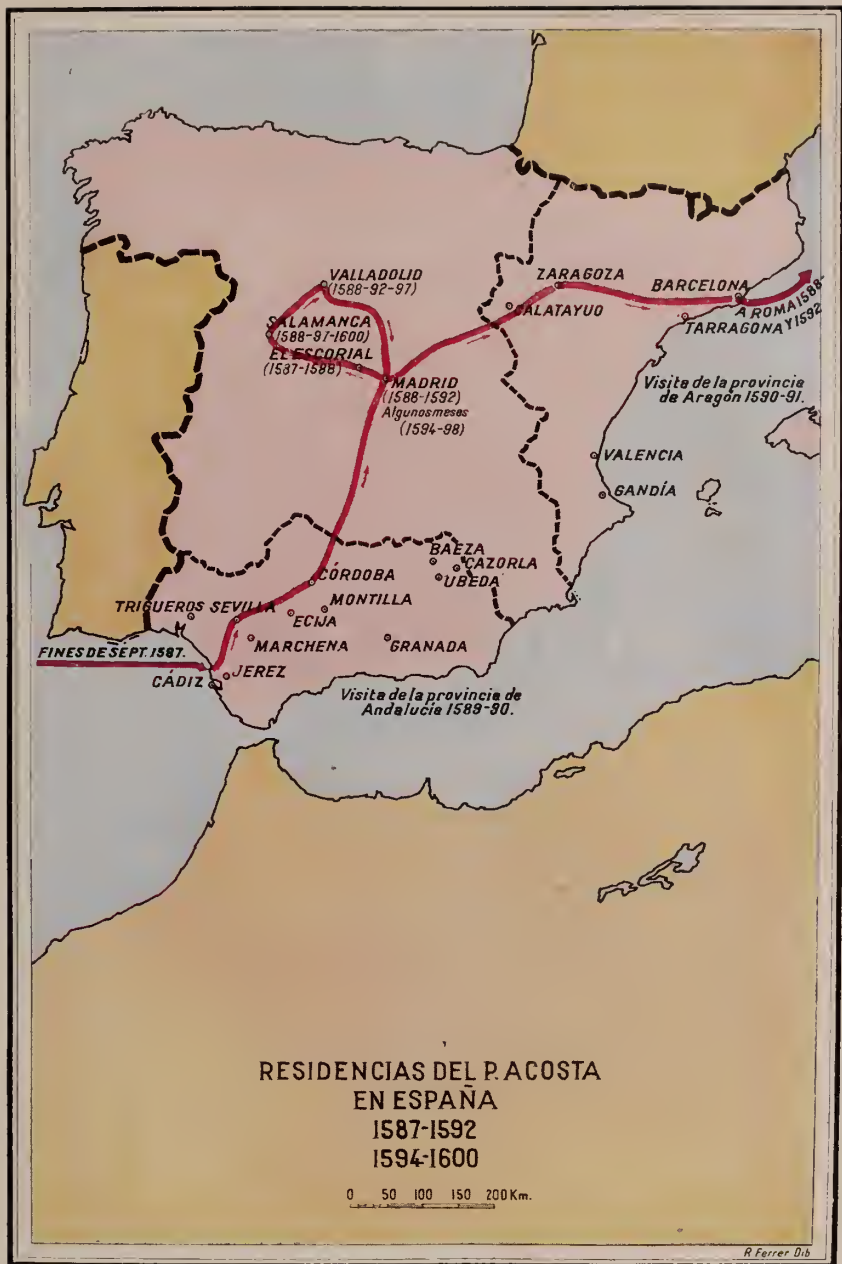 VALLADOLID
(1588-92-97)
SALAMANCA
(1588-97-1600)
EL ESCORIAL
(1587-1588)
MADRID
(1588-1592)
Algunos meses
(1594-98)
ZARAGOZA
CALATAYUO
BARCELONA
A ROMA 1588-
Y 1592
TARRAGONA
Visita de la provincia
de Aragón 1590-91.
VALENCIA
GANDÍA
BAEZA
CAZORLA
UBEDA
CÓRDOBA
TRIGUEROS
SEVILLA
MONTILLA
ECIJA
MARCHENA
GRANADA
FINES DE SEPT. 1587.
JEREZ
CÁDIZ
Visita de la provincia de
Andalucía 1589-90.
RESIDENCIAS DEL P. ACOSTA
EN ESPAÑA
1587-1592
1594-1600
0 50 100 150 200 Km.
R. Ferrer Dib